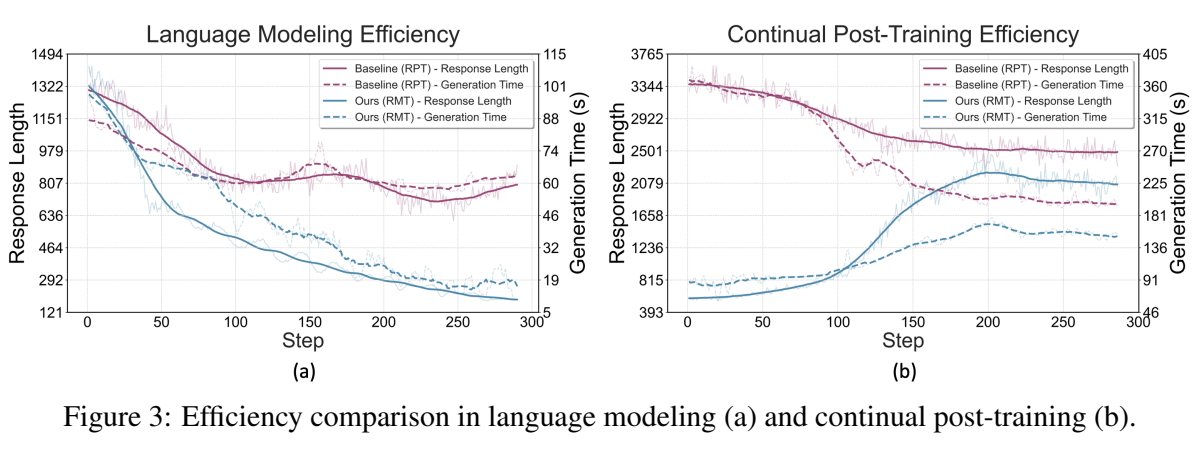 Language Modeling Efficiency
1494
1322
1151
979
807
636
464
292
121
Response Length
115
101
88
74
60
46
32
19
5
Generation Time (s)
Baseline (RPT) - Response Length
Baseline (RPT) - Generation Time
Ours (RMT) - Response Length
Ours (RMT) - Generation Time
0 50 100 150 200 250 300
Step
(a)
Continual Post-Training Efficiency
3765
3344
2922
2501
2079
1658
1236
815
393
Response Length
405
360
315
270
225
181
136
91
46
Generation Time (s)
Baseline (RPT) - Response Length
Baseline (RPT) - Generation Time
Ours (RMT) - Response Length
Ours (RMT) - Generation Time
0 50 100 150 200 250 300
Step
(b)
Figure 3: Efficiency comparison in language modeling (a) and continual post-training (b).